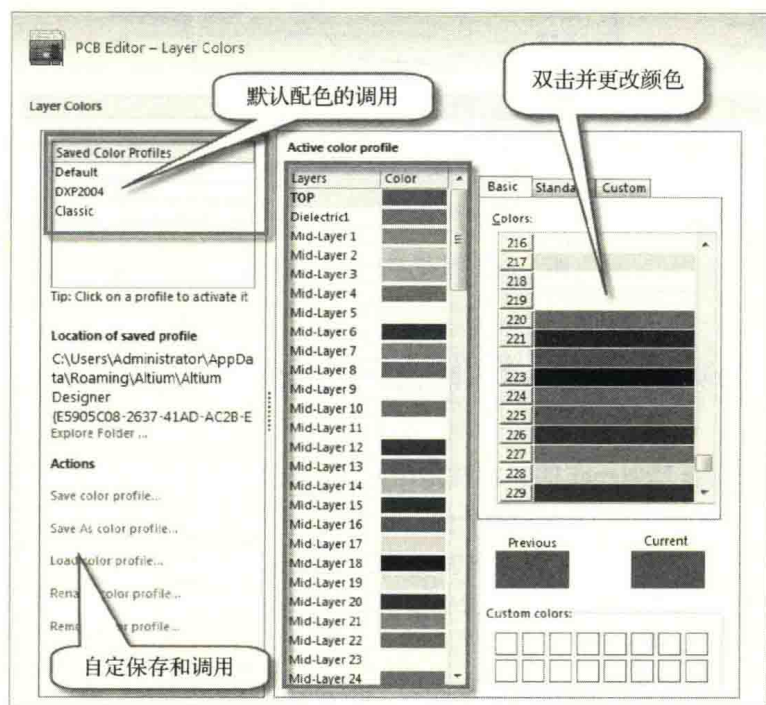 PCB Editor – Layer Colors
默认配色的调用
双击并更改颜色
Layer Colors
Saved Color Profiles
Default
DXP2004
Classic
Tip: Click on a profile to activate it
Location of saved profile
C:\Users\Administrator\AppDa
ta\Roaming\Altium\Altium
Designer
{E5905C08-2637-41AD-AC2B-E
Explore Folder ...
Actions
Save color profile...
Save As color profile...
Load color profile...
profile...
profile...
自定保存和调用
Active color profile
Layers Color
TOP
Dielectric1
Mid-Layer 1
Mid-Layer 2
Mid-Layer 3
Mid-Layer 4
Mid-Layer 5
Mid-Layer 6
Mid-Layer 7
Mid-Layer 8
Mid-Layer 9
Mid-Layer 10
Mid-Layer 11
Mid-Layer 12
Mid-Layer 13
Mid-Layer 14
Mid-Layer 15
Mid-Layer 16
Mid-Layer 17
Mid-Layer 18
Mid-Layer 19
Mid-Layer 20
Mid-Layer 21
Mid-Layer 22
Mid-Layer 23
Mid-Layer 24
Basic Standa Custom
Colors:
216
217
218
219
220
221
223
224
225
226
227
228
229
Previous Current
Custom colors: